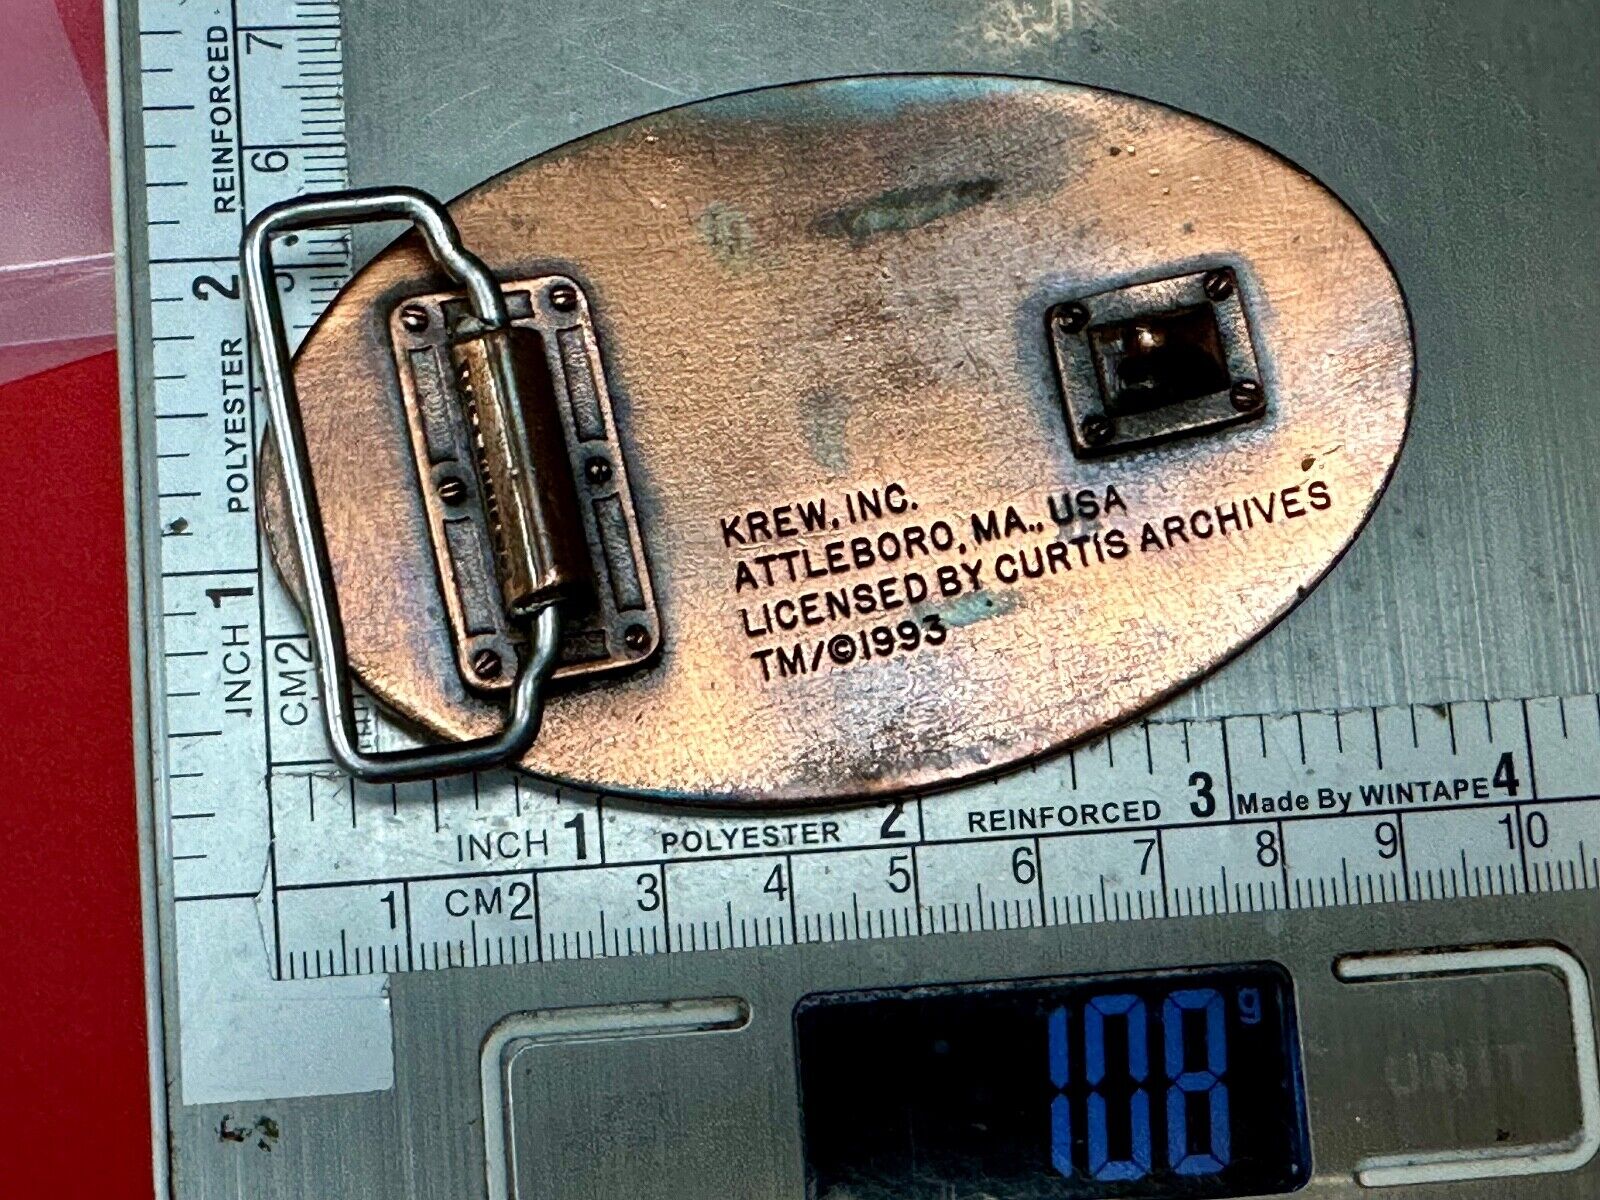 KREW, INC.
ATTLEBORO, MA., USA
LICENSED BY CURTIS ARCHIVES
TM/©1993
INCH 1 POLYESTER 2 REINFORCED
CM2 5 6 7
INCH 1 POLYESTER 2 REINFORCED 3 Made By WINTAPE 4
1 CM2 3 4 5 6 7 8 9 10
108 g
UNIT